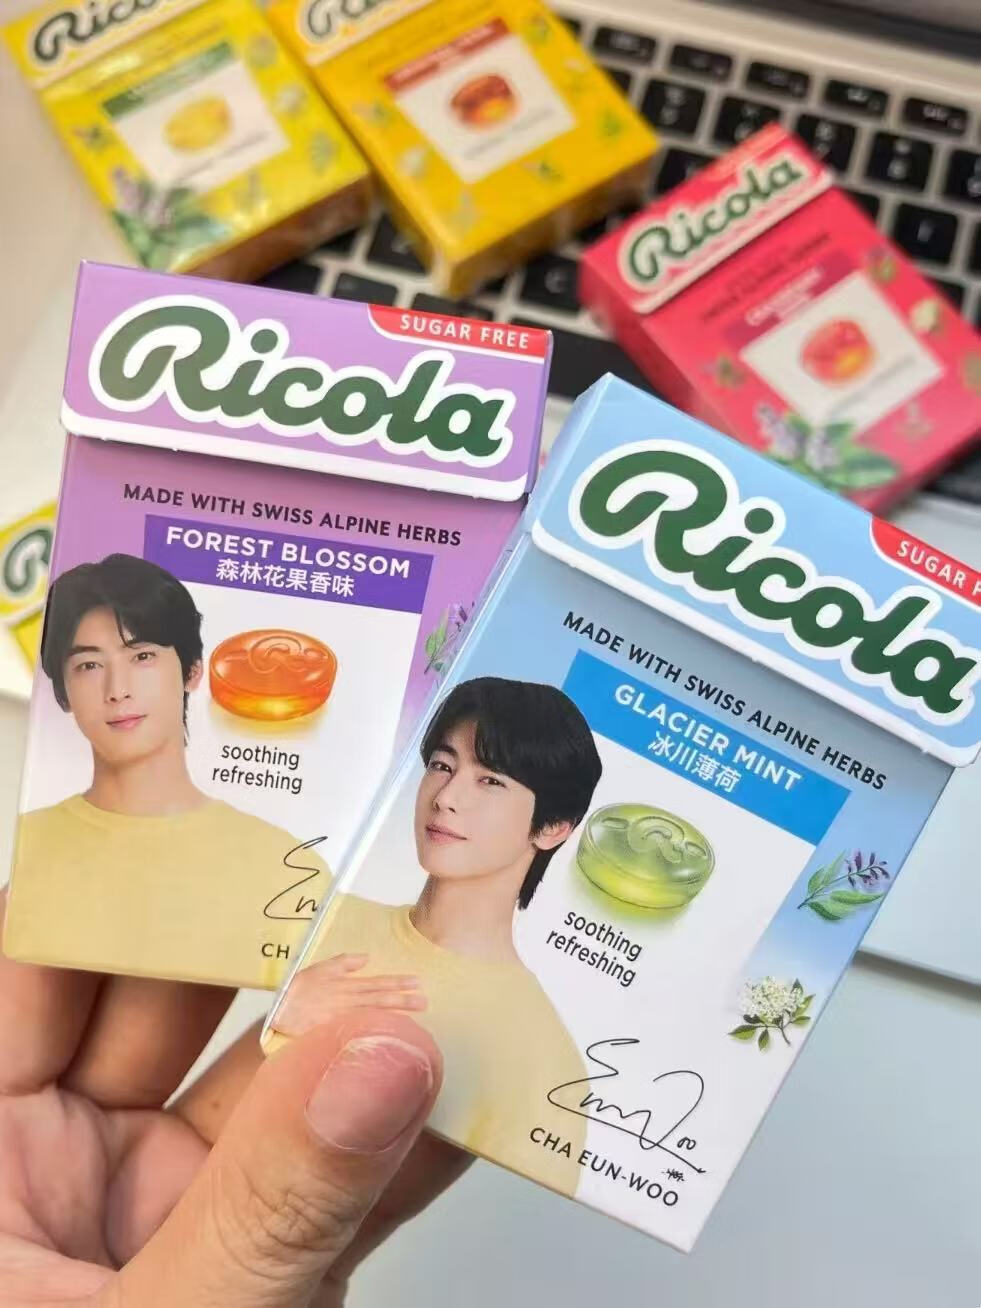 Ricola
Ricola
Ricola
Ricola
SUGAR FREE
MADE WITH SWISS ALPINE HERBS
FOREST BLOSSOM
森林花果香味
soothing
refreshing
CH
Ricola
SUGAR F
MADE WITH SWISS ALPINE HERBS
GLACIER MINT
冰川薄荷
soothing
refreshing
CHA EUN-WOO